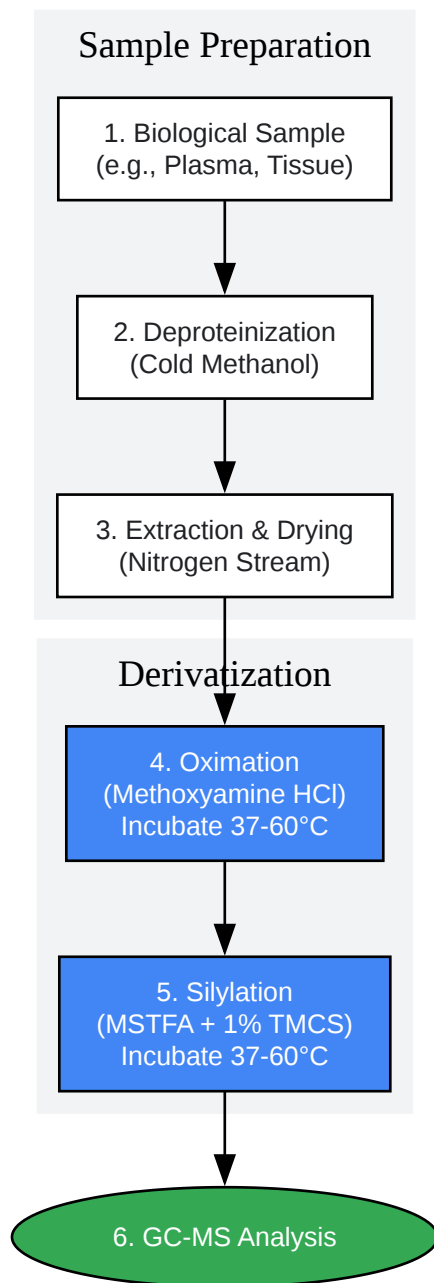 Sample Preparation
1. Biological Sample
(e.g., Plasma, Tissue)
2. Deproteinization
(Cold Methanol)
3. Extraction & Drying
(Nitrogen Stream)
Derivatization
4. Oximation
(Methoxyamine HCl)
Incubate 37-60°C
5. Silylation
(MSTFA + 1% TMCS)
Incubate 37-60°C
6. GC-MS Analysis